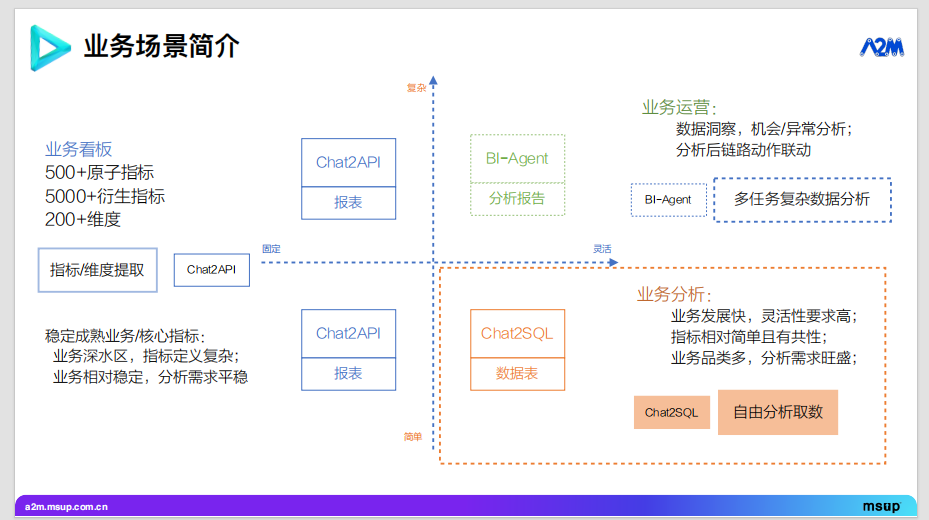 业务场景简介
A2M
复杂
业务看板
500+原子指标
5000+衍生指标
200+维度
Chat2API
报表
BI-Agent
分析报告
业务运营:
数据洞察，机会/异常分析；
分析后链路动作联动
BI-Agent
多任务复杂数据分析
指标/维度提取
Chat2API
固定
灵活
稳定成熟业务/核心指标：
业务深水区，指标定义复杂；
业务相对稳定，分析需求平稳
Chat2API
报表
Chat2SQL
数据表
业务分析:
业务发展快，灵活性要求高；
指标相对简单且有共性；
业务品类多，分析需求旺盛；
Chat2SQL
自由分析取数
简单
a2m.msup.com.cn
msup